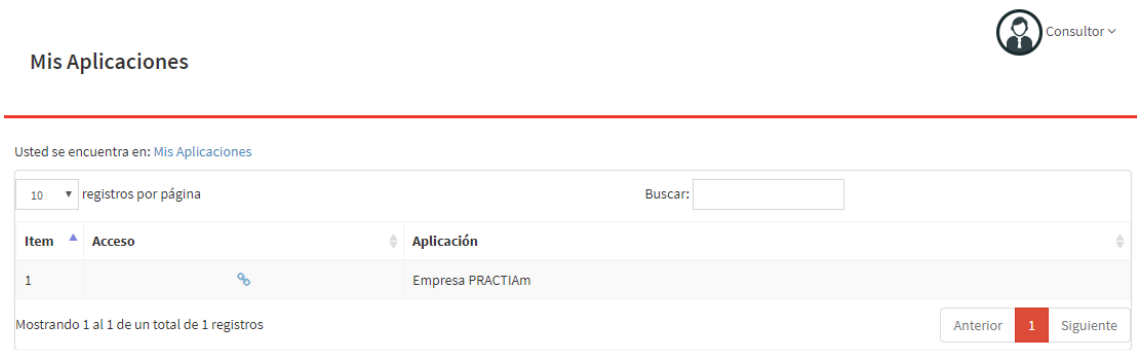 Consultor
Mis Aplicaciones
Usted se encuentra en: Mis Aplicaciones
10 registros por página Buscar:
Item Acceso Aplicación
1 Empresa PRACTIAm
Mostrando 1 al 1 de un total de 1 registros Anterior 1 Siguiente